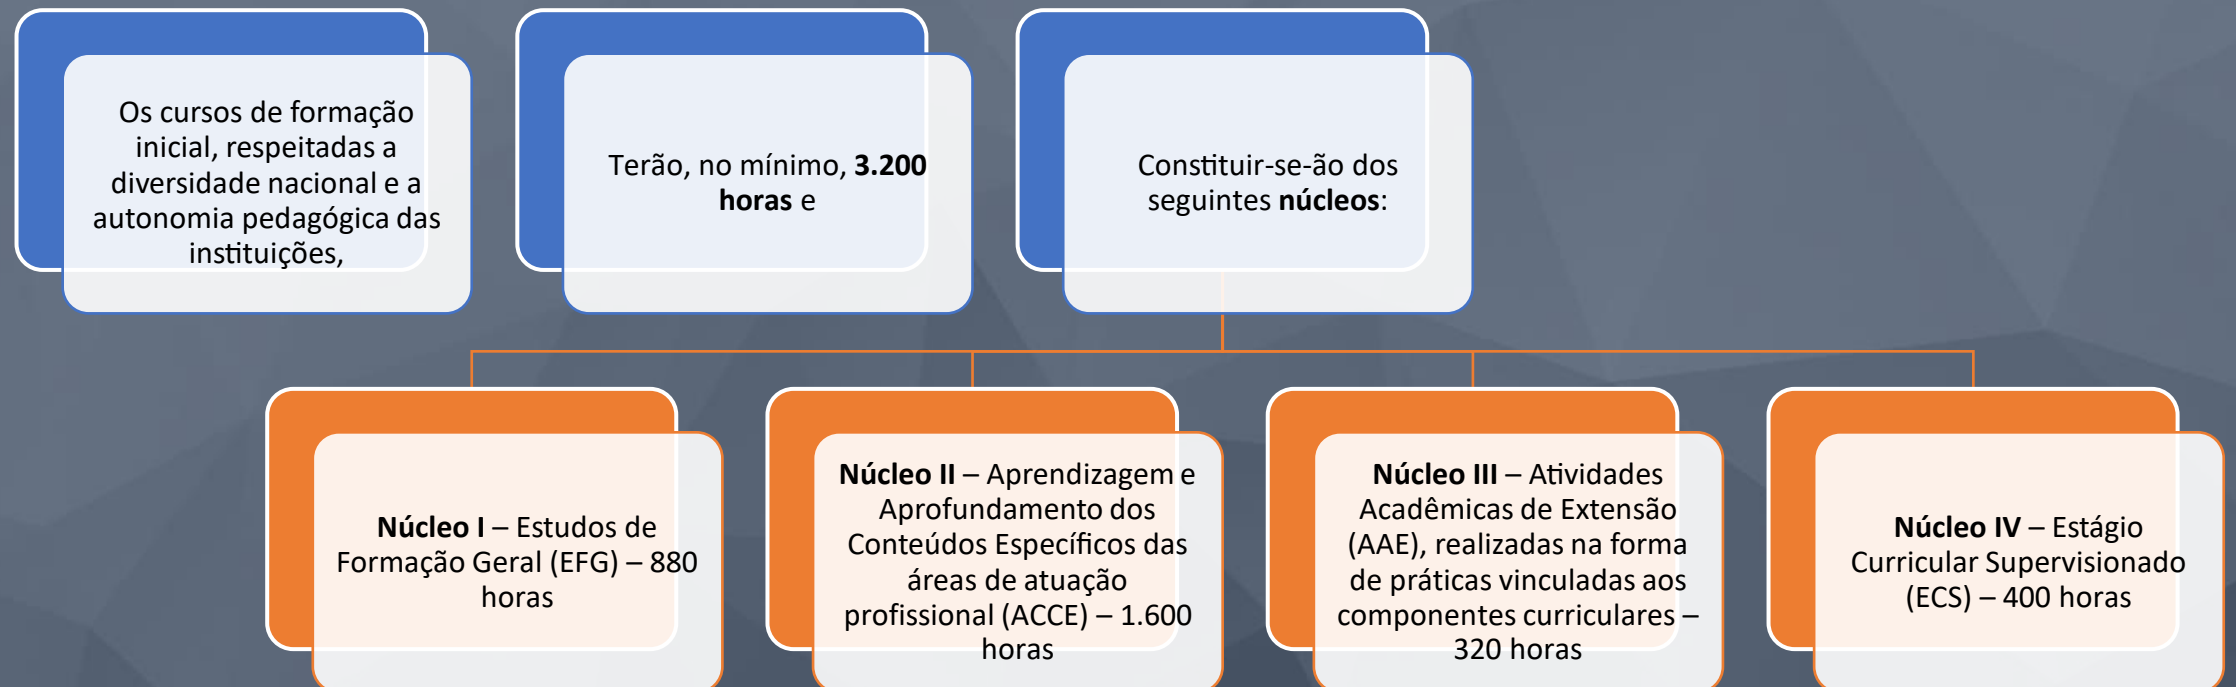 Os cursos de formação
inicial, respeitadas a
diversidade nacional e a
autonomia pedagógica das
instituições,
Terão, no mínimo, 3.200
horas e
Constituir-se-ão dos
seguintes núcleos:
Núcleo I – Estudos de
Formação Geral (EFG) – 880
horas
Núcleo II – Aprendizagem e
Aprofundamento dos
Conteúdos Específicos das
áreas de atuação
profissional (ACCE) – 1.600
horas
Núcleo III – Atividades
Acadêmicas de Extensão
(AAE), realizadas na forma
de práticas vinculadas aos
componentes curriculares –
320 horas
Núcleo IV – Estágio
Curricular Supervisionado
(ECS) – 400 horas